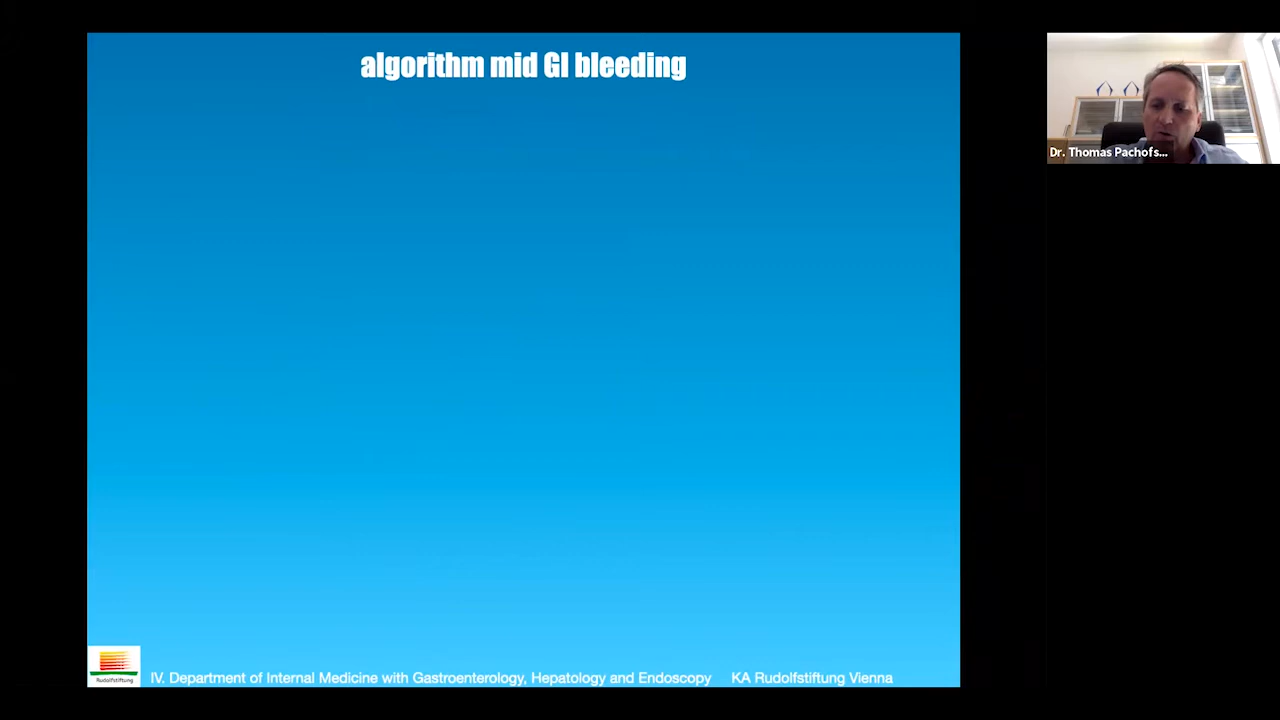 algorithm mid GI bleeding
Dr. Thomas Pachofs...
Rudolfstiftung
IV. Department of Internal Medicine with Gastroenterology, Hepatology and Endoscopy KA Rudolfstiftung Vienna